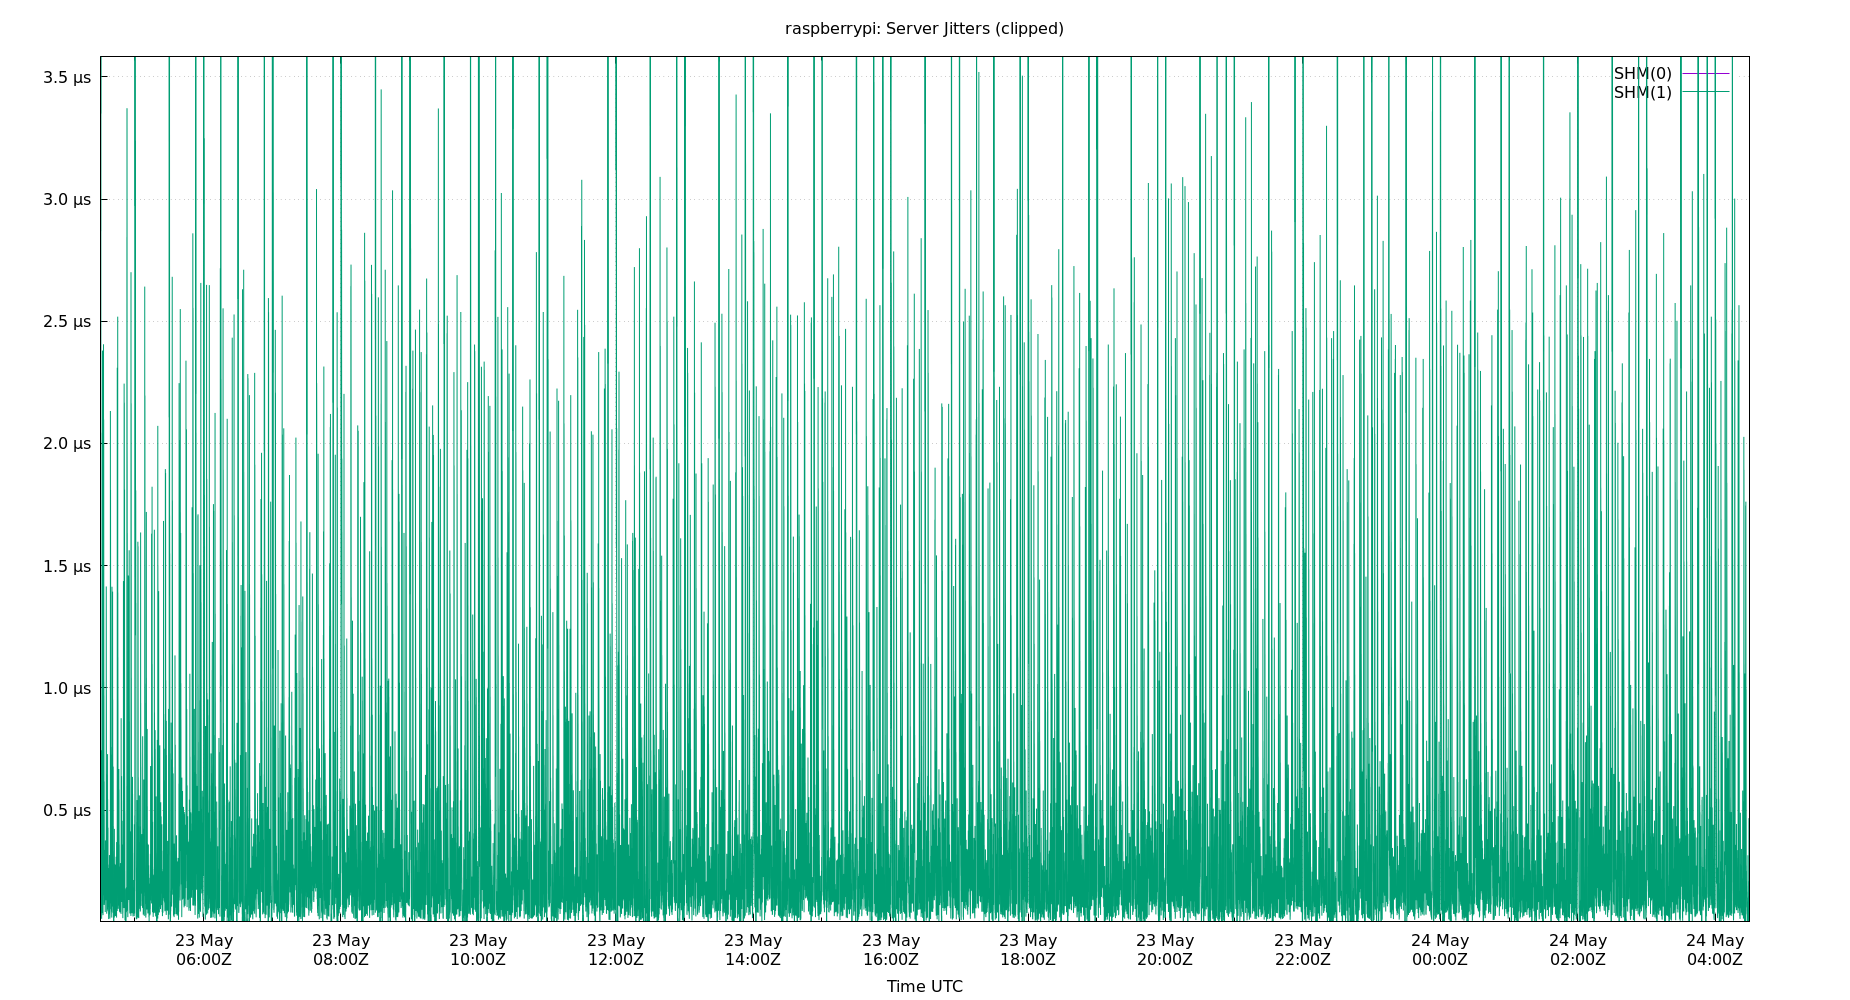 raspberrypi: Server Jitters (clipped)
3.5 µs
3.0 µs
2.5 µs
2.0 µs
1.5 µs
1.0 µs
0.5 µs
SHM(0)
SHM(1)
23 May 23 May 23 May 23 May 23 May 23 May 23 May 23 May 23 May 24 May 24 May 24 May
06:00Z 08:00Z 10:00Z 12:00Z 14:00Z 16:00Z 18:00Z 20:00Z 22:00Z 00:00Z 02:00Z 04:00Z
Time UTC